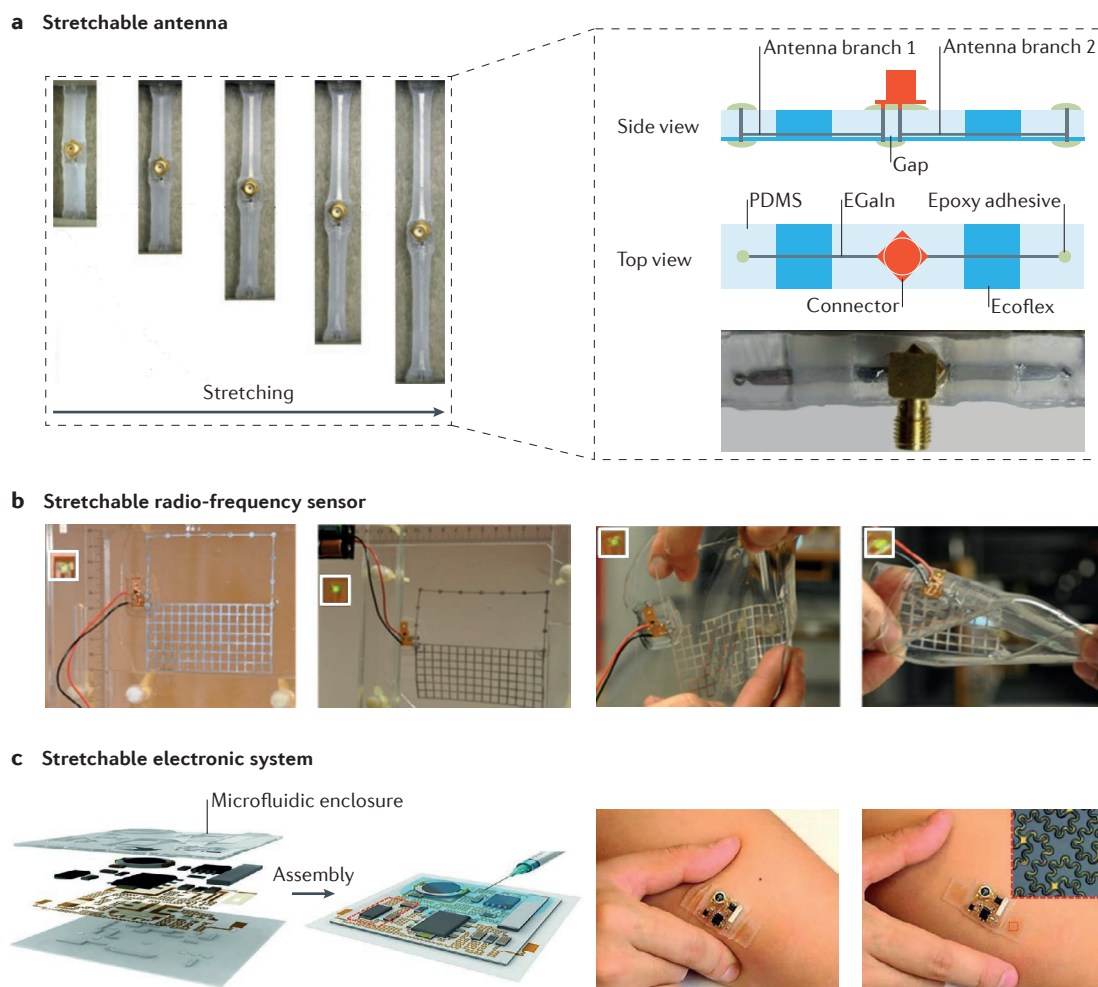 a Stretchable antenna
Stretching
Antenna branch 1
Antenna branch 2
Side view
Gap
PDMS
EGaIn
Epoxy adhesive
Top view
Connector
Ecoflex
b Stretchable radio-frequency sensor
c Stretchable electronic system
Microfluidic enclosure
Assembly